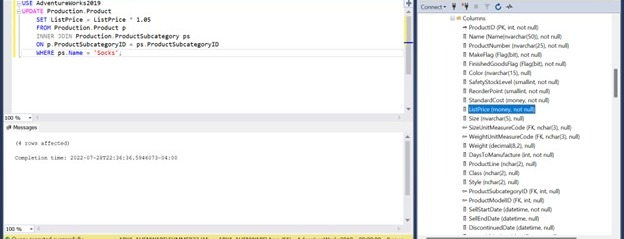 USE AdventureWorks2019
UPDATE Production.Product
SET ListPrice = ListPrice * 1.05
FROM Production.Product p
INNER JOIN Production.ProductSubcategory ps
ON p.ProductSubcategoryID = ps.ProductSubcategoryID
WHERE ps.Name = 'Socks';
100 %
Messages
(4 rows affected)
Completion time: 2022-07-28T22:36:36.5946073-04:00
100 %
Query executed successfully
Connect
Columns
ProductID (PK, int, not null)
Name (Name(nvarchar(50)), not null)
ProductNumber (nvarchar(25), not null)
MakeFlag (Flag(bit), not null)
FinishedGoodsFlag (Flag(bit), not null)
Color (nvarchar(15), null)
SafetyStockLevel (smallint, not null)
ReorderPoint (smallint, not null)
StandardCost (money, not null)
ListPrice (money, not null)
Size (nvarchar(5), null)
SizeUnitMeasureCode (FK, nchar(3), null)
WeightUnitMeasureCode (FK, nchar(3), null)
Weight (decimal(8,2), null)
DaysToManufacture (int, not null)
ProductLine (nchar(2), null)
Class (nchar(2), null)
Style (nchar(2), null)
ProductSubcategoryID (FK, int, null)
ProductModelID (FK, int, null)
SellStartDate (datetime, not null)
SellEndDate (datetime, null)
DiscontinuedDate (datetime, null)